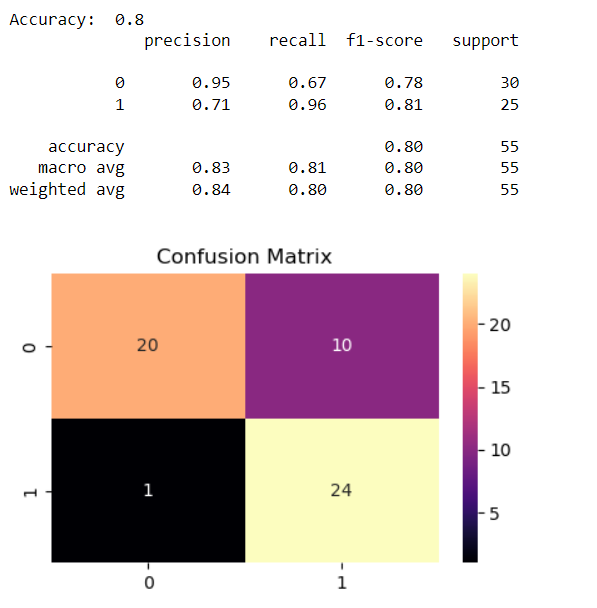 Accuracy:  0.8
precision    recall  f1-score   support
0       0.95      0.67      0.78        30
1       0.71      0.96      0.81        25
accuracy                           0.80        55
macro avg       0.83      0.81      0.80        55
weighted avg       0.84      0.80      0.80        55
Confusion Matrix
0
20
10
1
1
24
0
1
20
15
10
5